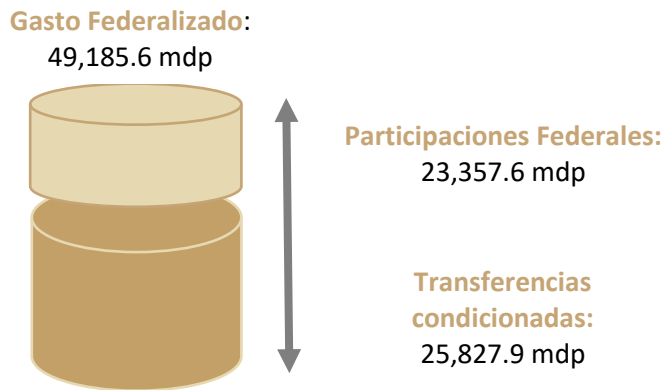 Gasto Federalizado:
49,185.6 mdp
Participaciones Federales:
23,357.6 mdp
Transferencias
condicionadas:
25,827.9 mdp